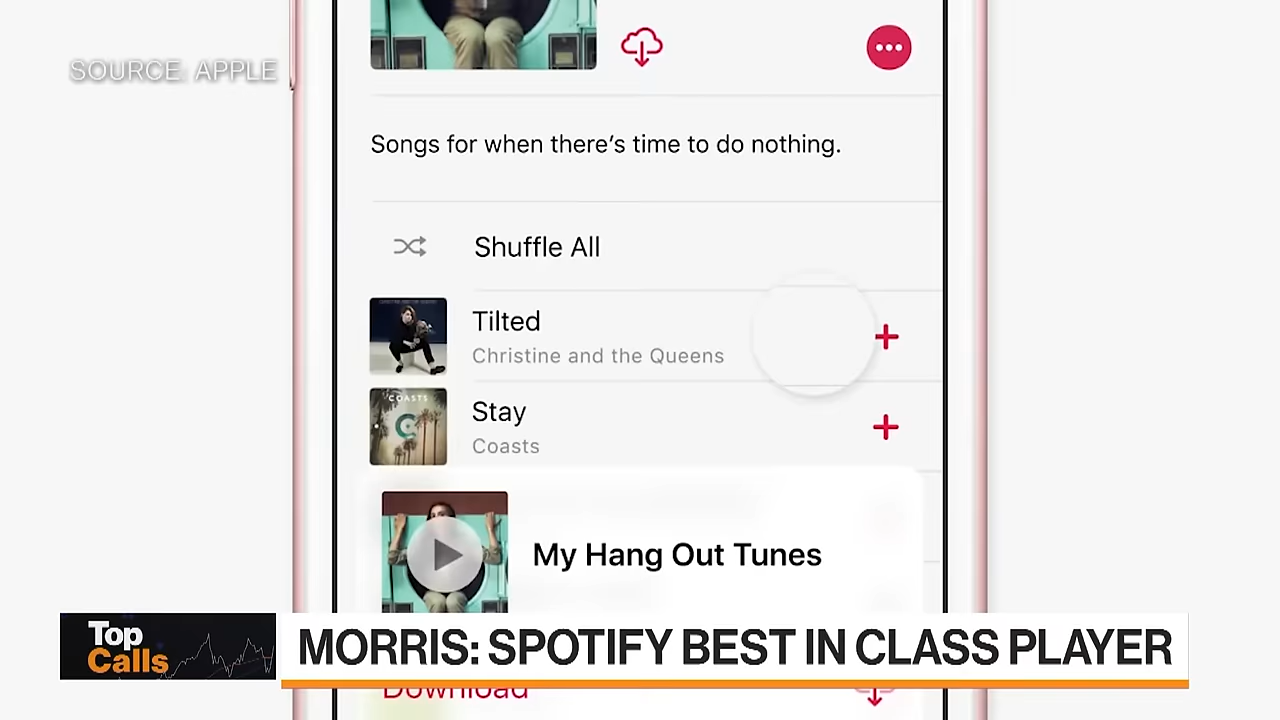 SOURCE: APPLE
Songs for when there's time to do nothing.
Shuffle All
Tilted
Christine and the Queens
COASTS
Stay
Coasts
My Hang Out Tunes
Top
Calls
MORRIS: SPOTIFY BEST IN CLASS PLAYER
Download